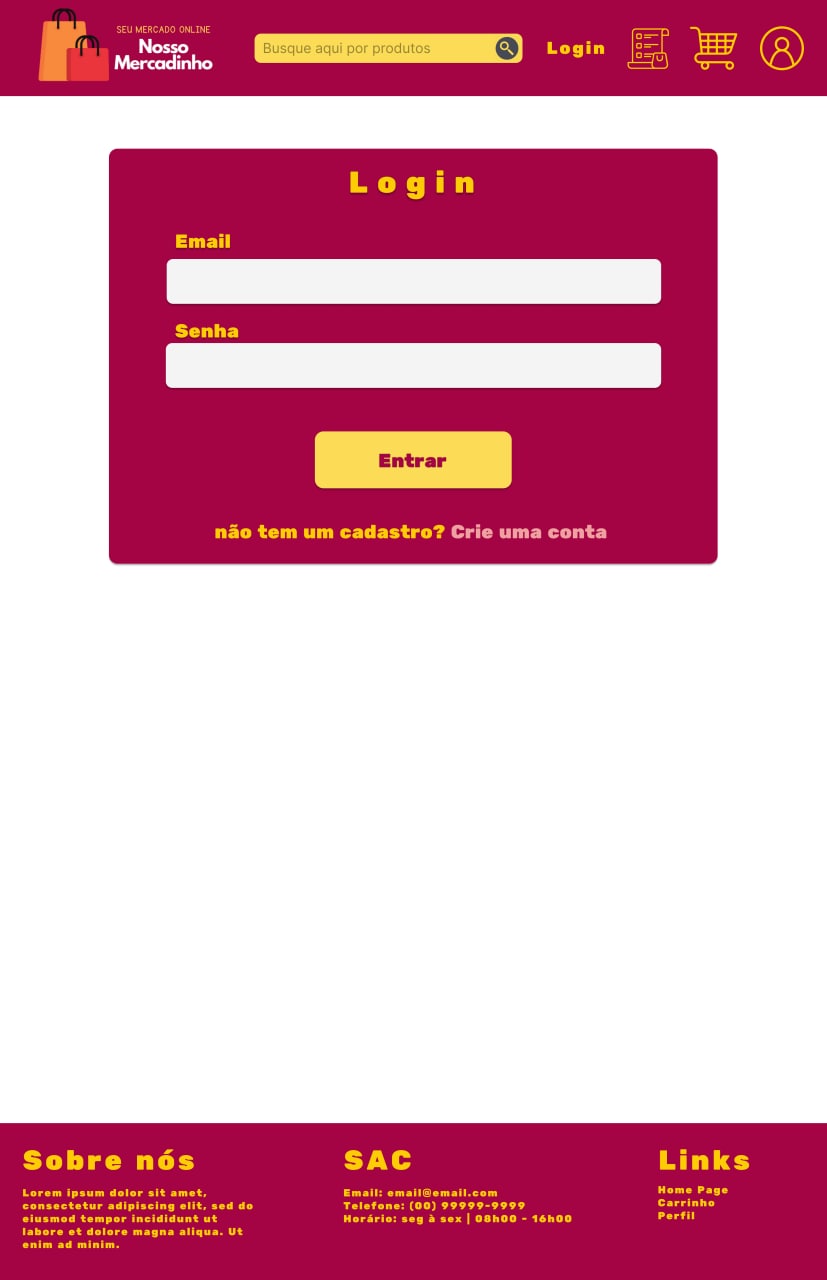 SEU MERCADO ONLINE
Nosso
Mercadinho
Busque aqui por produtos
Login
Login
Email
Senha
Entrar
não tem um cadastro? Crie uma conta
Sobre nós
Lorem ipsum dolor sit amet,
consectetur adipiscing elit, sed do
eiusmod tempor incididunt ut
labore et dolore magna aliqua. Ut
enim ad minim.
SAC
Email: email@email.com
Telefone: (00) 99999-9999
Horário: seg à sex | 08h00 - 16h00
Links
Home Page
Carrinho
Perfil